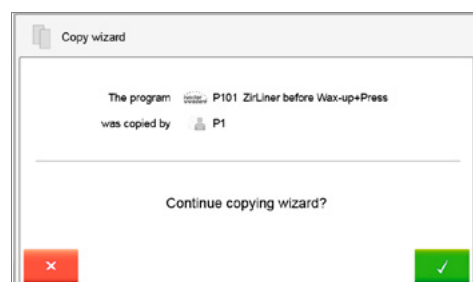 Copy wizard
The program P101 ZirLiner before Wax-up+Press
was copied by P1
Continue copying wizard?